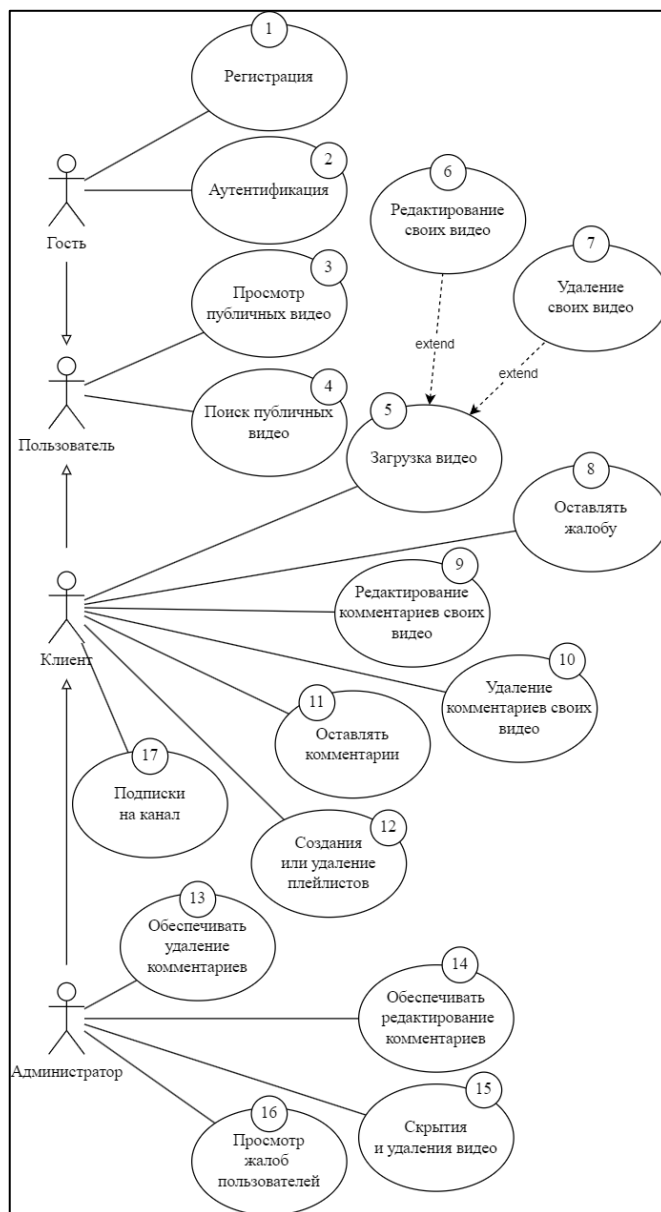 1
Регистрация
2
Аутентификация
Гость
3
Просмотр
публичных видео
4
Поиск публичных
видео
Пользователь
6
Редактирование
своих видео
7
Удаление
своих видео
extend
extend
5
Загрузка видео
8
Оставлять
жалобу
9
Редактирование
комментариев своих
видео
Клиент
10
Удаление
комментариев своих
видео
11
Оставлять
комментарии
17
Подписки
на канал
12
Создания
или удаление
плейлистов
13
Обеспечивать
удаление
комментариев
14
Обеспечивать
редактирование
комментариев
Администратор
15
Скрытия
и удаления видео
16
Просмотр
жалоб
пользователей